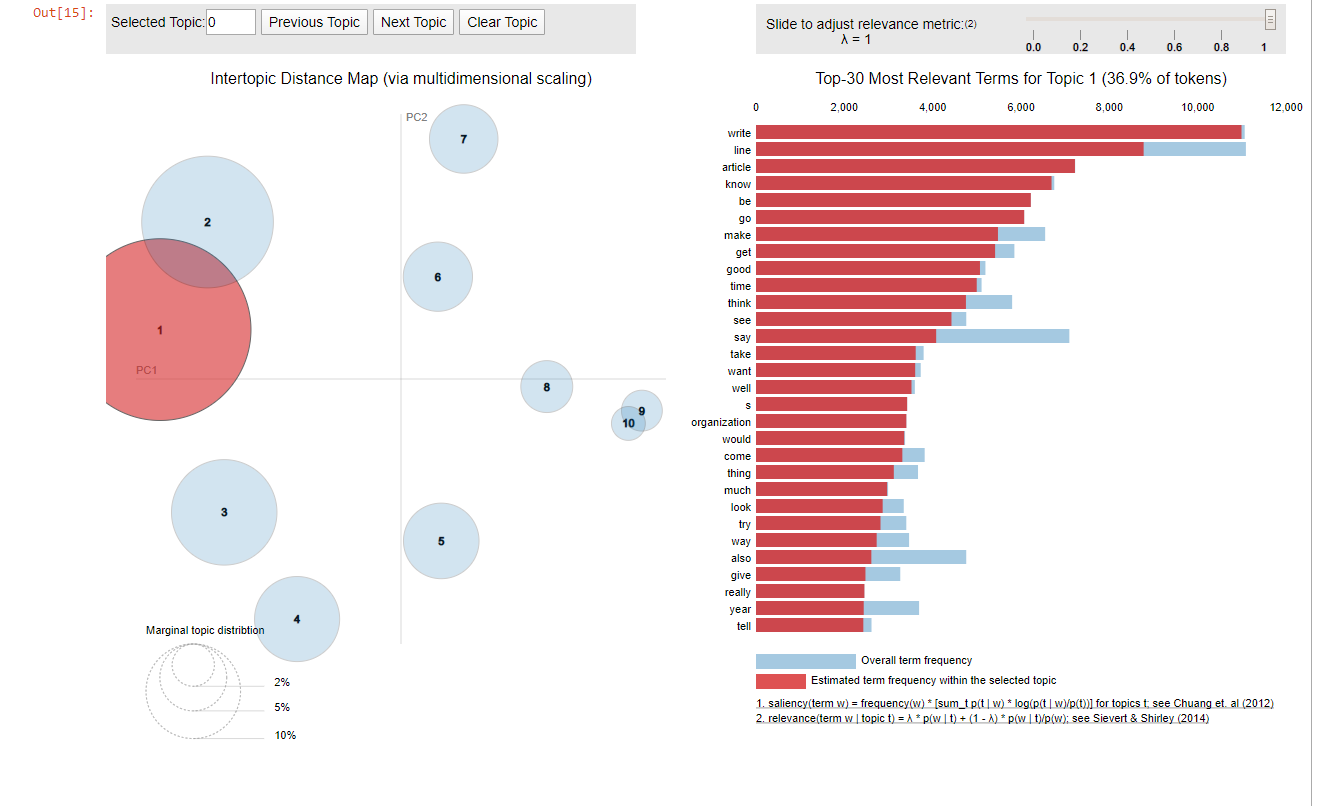 Out[15]:
Selected Topic: 0 Previous Topic Next Topic Clear Topic
Slide to adjust relevance metric:(2)
λ = 1
0.0 0.2 0.4 0.6 0.8 1
Intertopic Distance Map (via multidimensional scaling)
PC2
7
2
6
1
PC1
8
9
10
3
5
4
Marginal topic distribtion
2%
5%
10%
Top-30 Most Relevant Terms for Topic 1 (36.9% of tokens)
0 2,000 4,000 6,000 8,000 10,000 12,000
write
line
article
know
be
go
make
get
good
time
think
see
say
take
want
well
s
organization
would
come
thing
much
look
try
way
also
give
really
year
tell
Overall term frequency
Estimated term frequency within the selected topic
1. saliency(term w) = frequency(w) * [sum_t p(t | w) * log(p(t | w)/p(t))] for topics t; see Chuang et. al (2012)
2. relevance(term w | topic t) = λ * p(w | t) + (1 - λ) * p(w | t)/p(w); see Sievert & Shirley (2014)